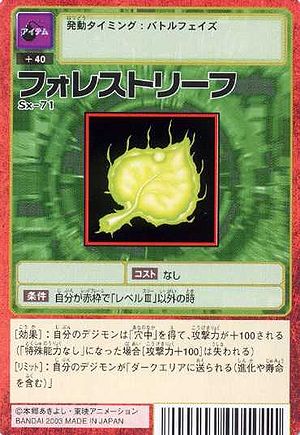 アイテム
発動タイミング：バトルフェイズ
+40
フォレストリーフ
Sx-71
コスト なし
条件 自分が赤枠で「レベルⅢ」以外の時
［効果］：自分のデジモンは「穴中」を得て、攻撃力が+100される
(「特殊能力なし」になった場合「攻撃力+100」は失われる)
［リミット］：自分のデジモンが「ダークエリアに送られる(進化や寿命
を含む)」
©本郷あきよし・東映アニメーション
BANDAI 2003 MADE IN JAPAN